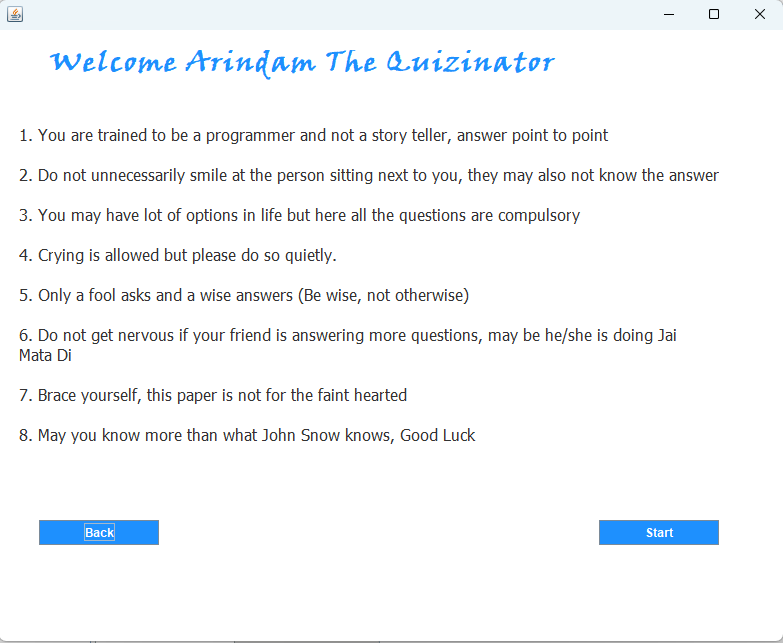 Welcome Arindam The Quizinator
1. You are trained to be a programmer and not a story teller, answer point to point
2. Do not unnecessarily smile at the person sitting next to you, they may also not know the answer
3. You may have lot of options in life but here all the questions are compulsory
4. Crying is allowed but please do so quietly.
5. Only a fool asks and a wise answers (Be wise, not otherwise)
6. Do not get nervous if your friend is answering more questions, may be he/she is doing Jai
Mata Di
7. Brace yourself, this paper is not for the faint hearted
8. May you know more than what John Snow knows, Good Luck
Back
Start